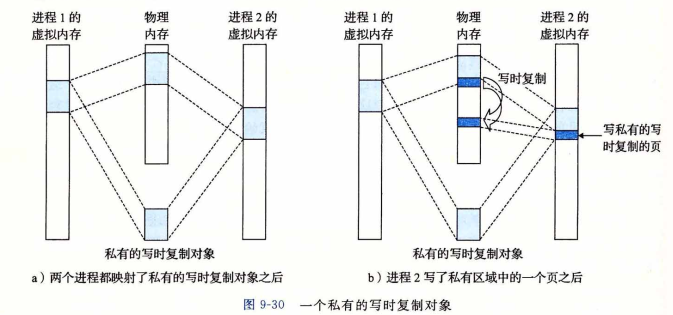 进程 1 的
虚拟内存
物理
内存
进程 2 的
虚拟内存
私有的写时复制对象
a）两个进程都映射了私有的写时复制对象之后
进程 1 的
虚拟内存
物理
内存
进程 2 的
虚拟内存
写时复制
写私有的写
时复制的页
私有的写时复制对象
b）进程 2 写了私有区域中的一个页之后
图 9-30 一个私有的写时复制对象